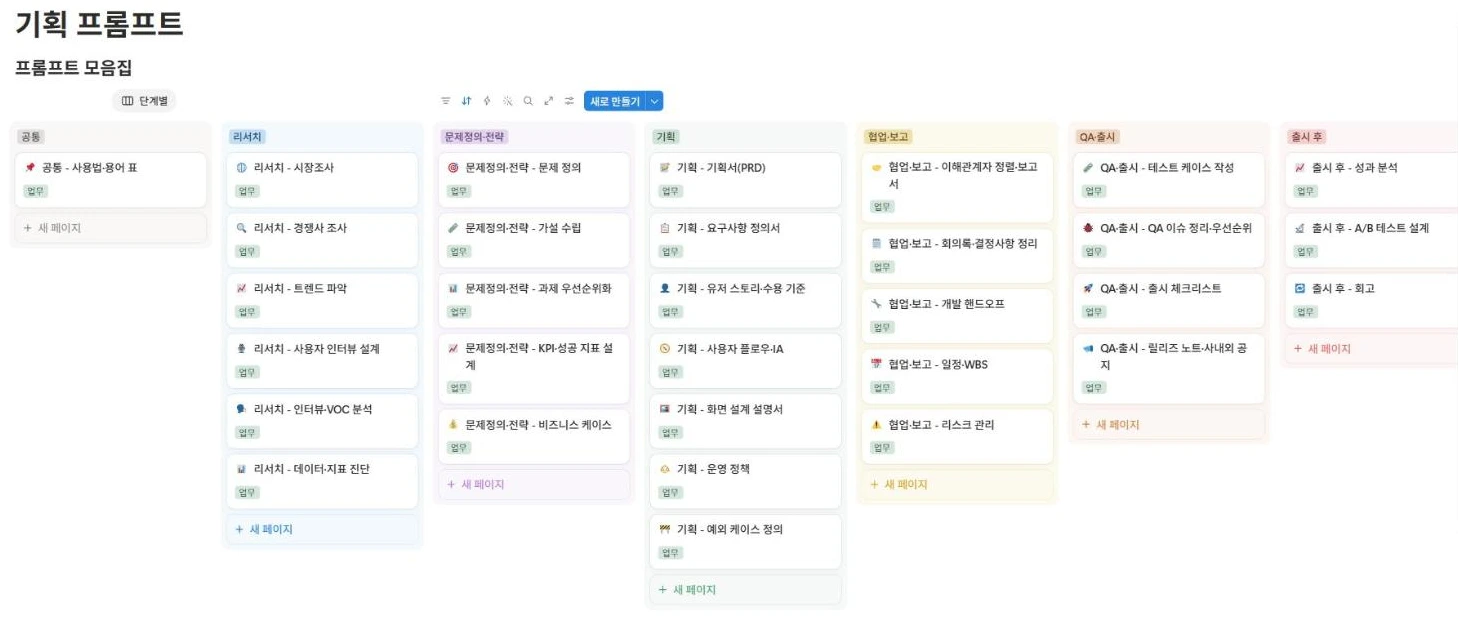 기획 프롬프트
프롬프트 모음집
단계별
새로 만들기
공통
공통 - 사용법·용어 표
업무
+ 새 페이지
리서치
리서치 - 시장조사
업무
리서치 - 경쟁사 조사
업무
리서치 - 트렌드 파악
업무
리서치 - 사용자 인터뷰 설계
업무
리서치 - 인터뷰·VOC 분석
업무
리서치 - 데이터·지표 진단
업무
+ 새 페이지
문제정의·전략
문제정의·전략 - 문제 정의
업무
문제정의·전략 - 가설 수립
업무
문제정의·전략 - 과제 우선순위화
업무
문제정의·전략 - KPI·성공 지표 설
계
업무
문제정의·전략 - 비즈니스 케이스
업무
+ 새 페이지
기획
기획 - 기획서(PRD)
업무
기획 - 요구사항 정의서
업무
기획 - 유저 스토리·수용 기준
업무
기획 - 사용자 플로우·IA
업무
기획 - 화면 설계 설명서
업무
기획 - 운영 정책
업무
기획 - 예외 케이스 정의
업무
+ 새 페이지
협업·보고
협업·보고 - 이해관계자 정렬·보고
서
업무
협업·보고 - 회의록·결정사항 정리
업무
협업·보고 - 개발 핸드오프
업무
협업·보고 - 일정·WBS
업무
협업·보고 - 리스크 관리
업무
+ 새 페이지
QA·출시
QA·출시 - 테스트 케이스 작성
업무
QA·출시 - QA 이슈 정리·우선순위
업무
QA·출시 - 출시 체크리스트
업무
QA·출시 - 릴리즈 노트·사내외 공
지
업무
+ 새 페이지
출시 후
출시 후 - 성과 분석
업무
출시 후 - A/B 테스트 설계
업무
출시 후 - 회고
업무
+ 새 페이지